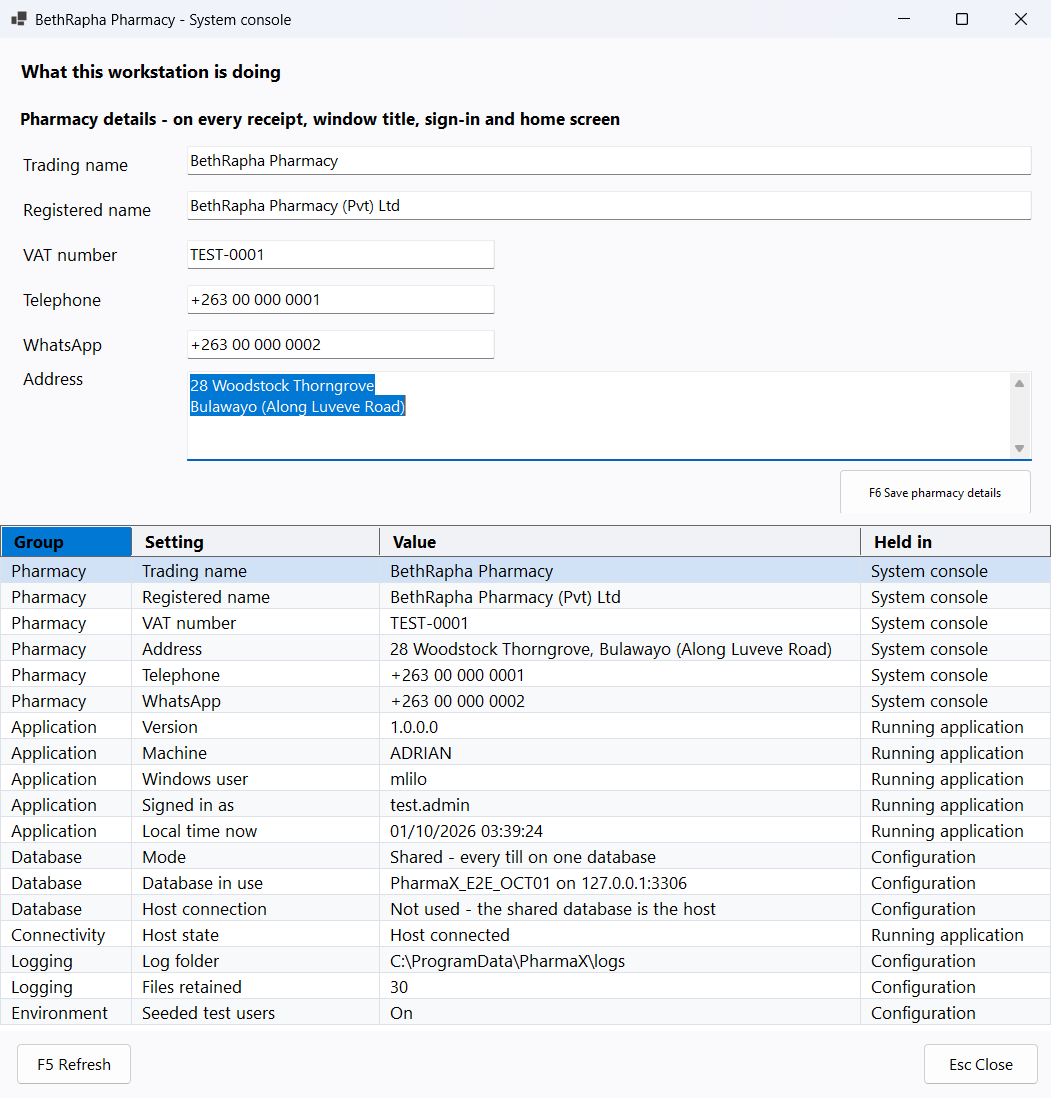 BethRapha Pharmacy - System console
What this workstation is doing
Pharmacy details - on every receipt, window title, sign-in and home screen
Trading name BethRapha Pharmacy
Registered name BethRapha Pharmacy (Pvt) Ltd
VAT number TEST-0001
Telephone +263 00 000 0001
WhatsApp +263 00 000 0002
Address 28 Woodstock Thorngrove
Bulawayo (Along Luveve Road)
F6 Save pharmacy details
Group Setting Value Held in
Pharmacy Trading name BethRapha Pharmacy System console
Pharmacy Registered name BethRapha Pharmacy (Pvt) Ltd System console
Pharmacy VAT number TEST-0001 System console
Pharmacy Address 28 Woodstock Thorngrove, Bulawayo (Along Luveve Road) System console
Pharmacy Telephone +263 00 000 0001 System console
Pharmacy WhatsApp +263 00 000 0002 System console
Application Version 1.0.0.0 Running application
Application Machine ADRIAN Running application
Application Windows user mlilo Running application
Application Signed in as test.admin Running application
Application Local time now 01/10/2026 03:39:24 Running application
Database Mode Shared - every till on one database Configuration
Database Database in use PharmaX_E2E_OCT01 on 127.0.0.1:3306 Configuration
Database Host connection Not used - the shared database is the host Configuration
Connectivity Host state Host connected Running application
Logging Log folder C:\ProgramData\PharmaX\logs Configuration
Logging Files retained 30 Configuration
Environment Seeded test users On Configuration
F5 Refresh Esc Close